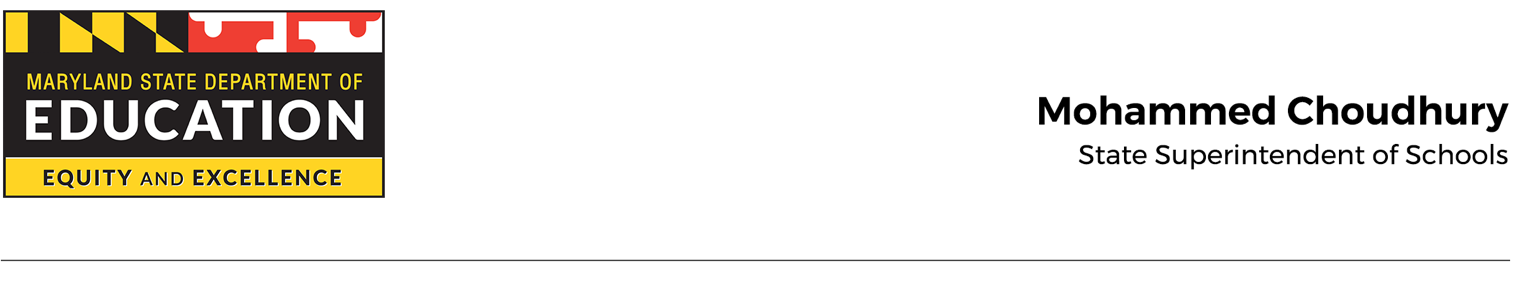 MARYLAND STATE DEPARTMENT OF
EDUCATION
EQUITY AND EXCELLENCE
Mohammed Choudhury
State Superintendent of Schools